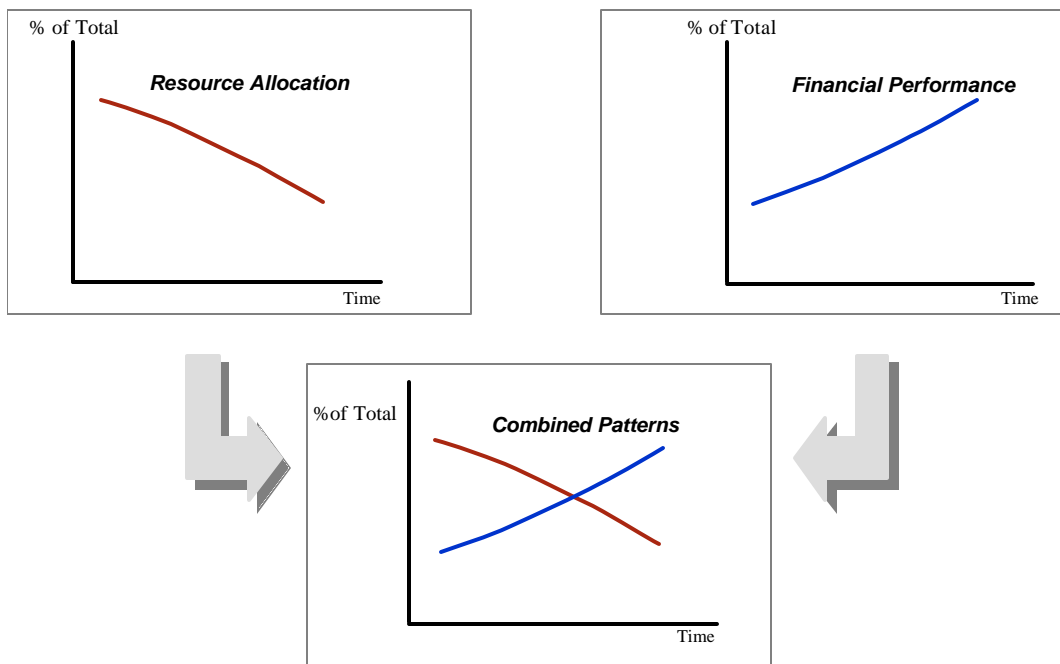 % of Total
Resource Allocation
Time
% of Total
Financial Performance
Time
%of Total
Combined Patterns
Time